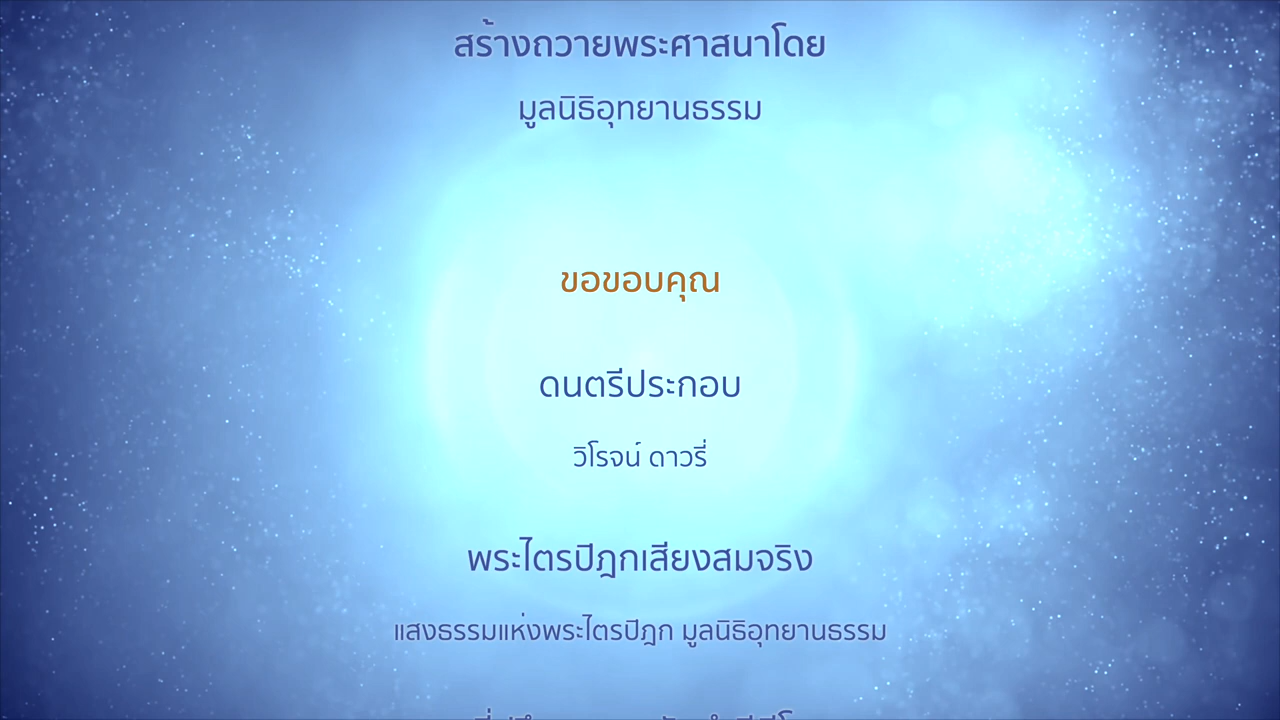 สร้างถวายพระศาสนาโดย
มูลนิธิอุทยานธรรม
ขอขอบคุณ
ดนตรีประกอบ
วิโรจน์ ดาวรี่
พระไตรปิฎกเสียงสมจริง
แสงธรรมแห่งพระไตรปิฎก มูลนิธิอุทยานธรรม